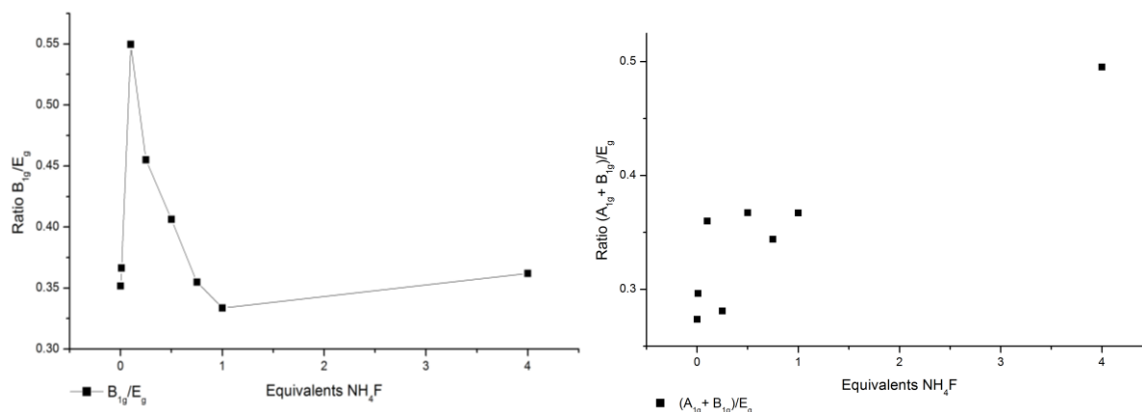 0.55
0.50
0.45
0.40
0.35
0.30
Ratio B1g/Eg
0 1 2 3 4
Equivalents NH4F
B1g/Eg
0.5
0.4
0.3
Ratio (A1g + B1g)/Eg
0 1 2 3 4
Equivalents NH4F
(A1g + B1g)/Eg